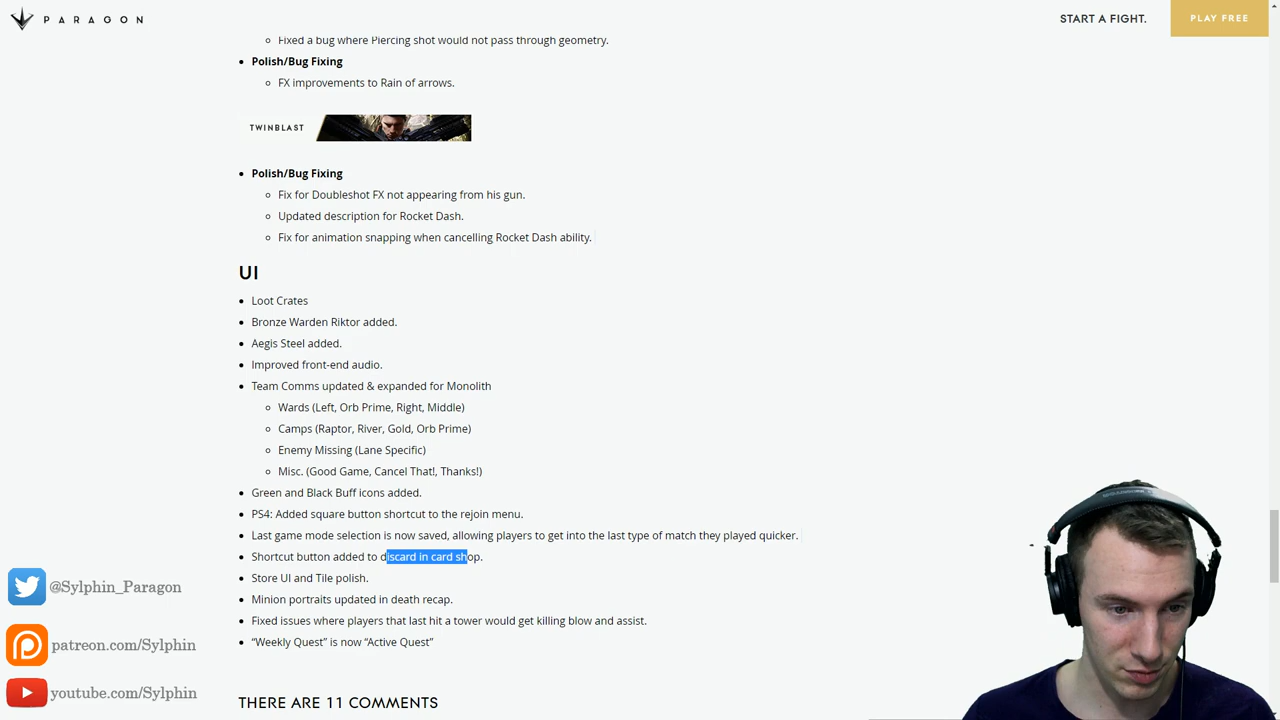 PARAGON
START A FIGHT.
PLAY FREE
Fixed a bug where Piercing shot would not pass through geometry.
Polish/Bug Fixing
FX improvements to Rain of arrows.
TWINBLAST
Polish/Bug Fixing
Fix for Doubleshot FX not appearing from his gun.
Updated description for Rocket Dash.
Fix for animation snapping when cancelling Rocket Dash ability.
UI
Loot Crates
Bronze Warden Riktor added.
Aegis Steel added.
Improved front-end audio.
Team Comms updated & expanded for Monolith
Wards (Left, Orb Prime, Right, Middle)
Camps (Raptor, River, Gold, Orb Prime)
Enemy Missing (Lane Specific)
Misc. (Good Game, Cancel That!, Thanks!)
Green and Black Buff icons added.
PS4: Added square button shortcut to the rejoin menu.
Last game mode selection is now saved, allowing players to get into the last type of match they played quicker.
Shortcut button added to discard in card shop.
Store UI and Tile polish.
Minion portraits updated in death recap.
Fixed issues where players that last hit a tower would get killing blow and assist.
“Weekly Quest” is now “Active Quest”
THERE ARE 11 COMMENTS
@Sylphin_Paragon
patreon.com/Sylphin
youtube.com/Sylphin